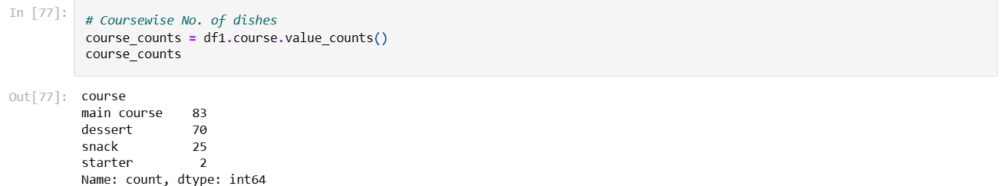 In [77]:
# Coursewise No. of dishes
course_counts = df1.course.value_counts()
course_counts
Out[77]:
course
main course    83
dessert        70
snack          25
starter         2
Name: count, dtype: int64